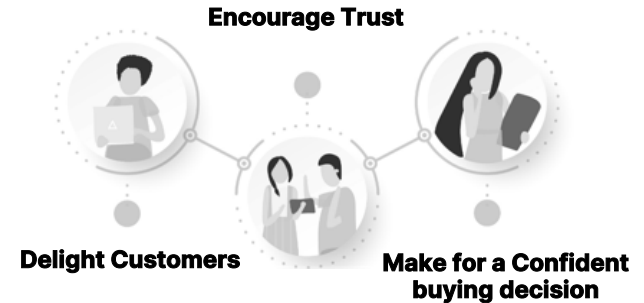 Encourage Trust
Delight Customers
Make for a Confident
buying decision